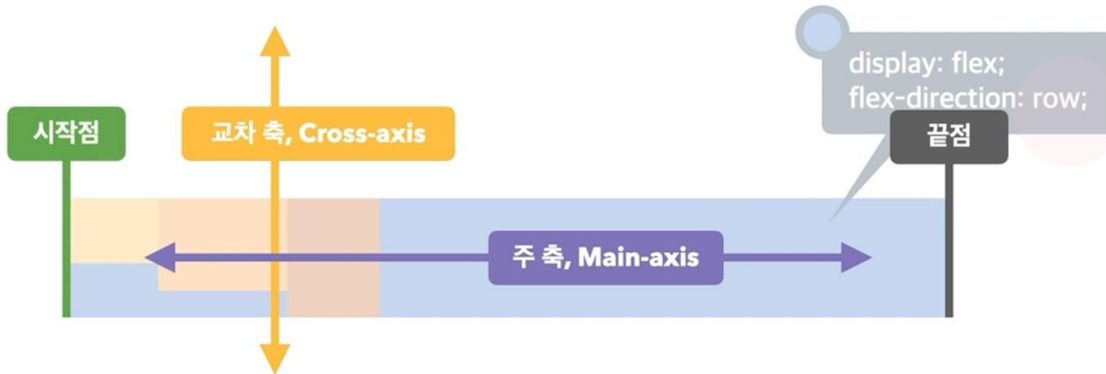 display: flex;
flex-direction: row;
시작점
교차 축, Cross-axis
끝점
주 축, Main-axis